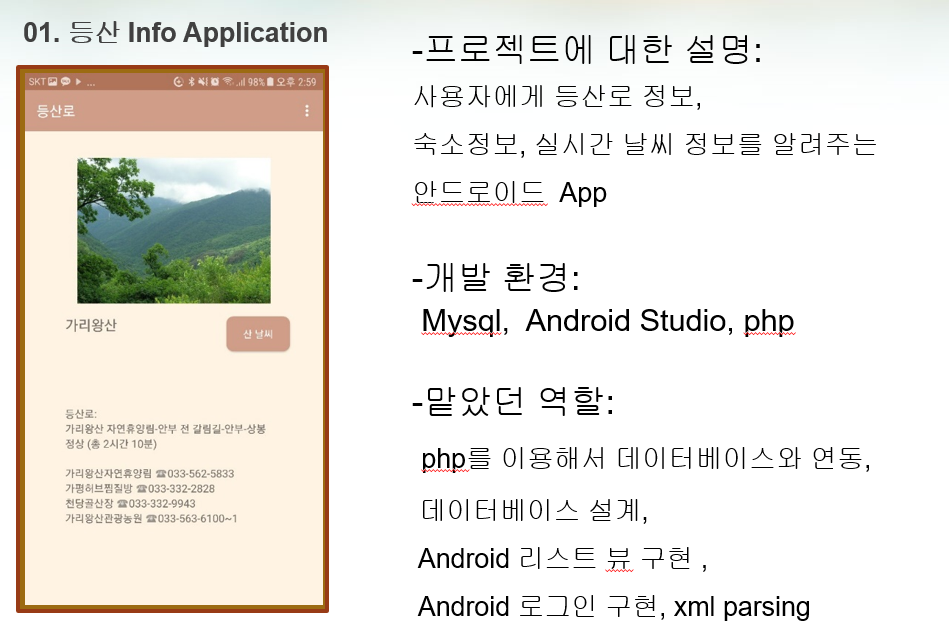 01. 등산 Info Application
SKT ... 98% 오후 2:59
등산로
가리왕산
산 날씨
등산로:
가리왕산 자연휴양림-안부 전 갈림길-안부-상봉
정상 (총 2시간 10분)
가리왕산자연휴양림 ☎033-562-5833
가평허브찜질방 ☎033-332-2828
천당골산장 ☎033-332-9943
가리왕산관광농원 ☎033-563-6100~1
-프로젝트에 대한 설명:
사용자에게 등산로 정보,
숙소정보, 실시간 날씨 정보를 알려주는
안드로이드 App
-개발 환경:
Mysql, Android Studio, php
-맡았던 역할:
php를 이용해서 데이터베이스와 연동,
데이터베이스 설계,
Android 리스트 뷰 구현 ,
Android 로그인 구현, xml parsing